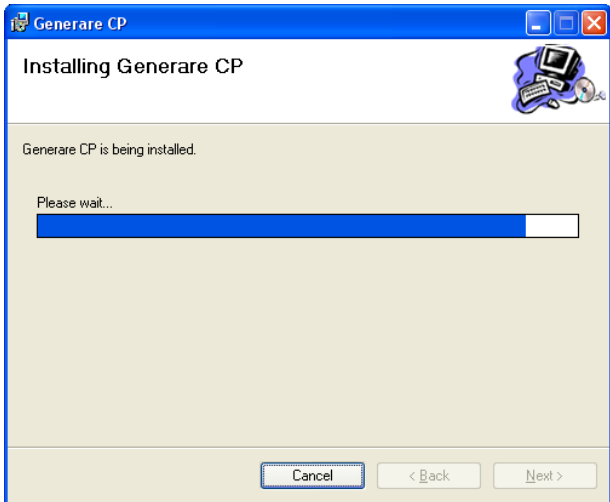 Generare CP
Installing Generare CP
Generare CP is being installed.
Please wait...
Cancel
< Back
Next >